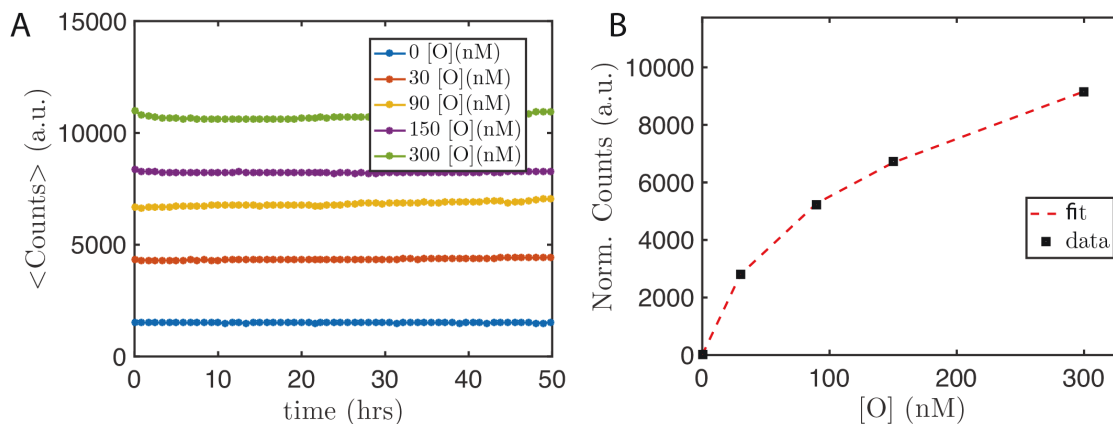 A
<Counts> (a.u.)
15000
10000
5000
0
0 [O](nM)
30 [O](nM)
90 [O](nM)
150 [O](nM)
300 [O](nM)
0 10 20 30 40 50
time (hrs)
B
Norm. Counts (a.u.)
10000
8000
6000
4000
2000
0
fit
data
0 100 200 300
[O] (nM)